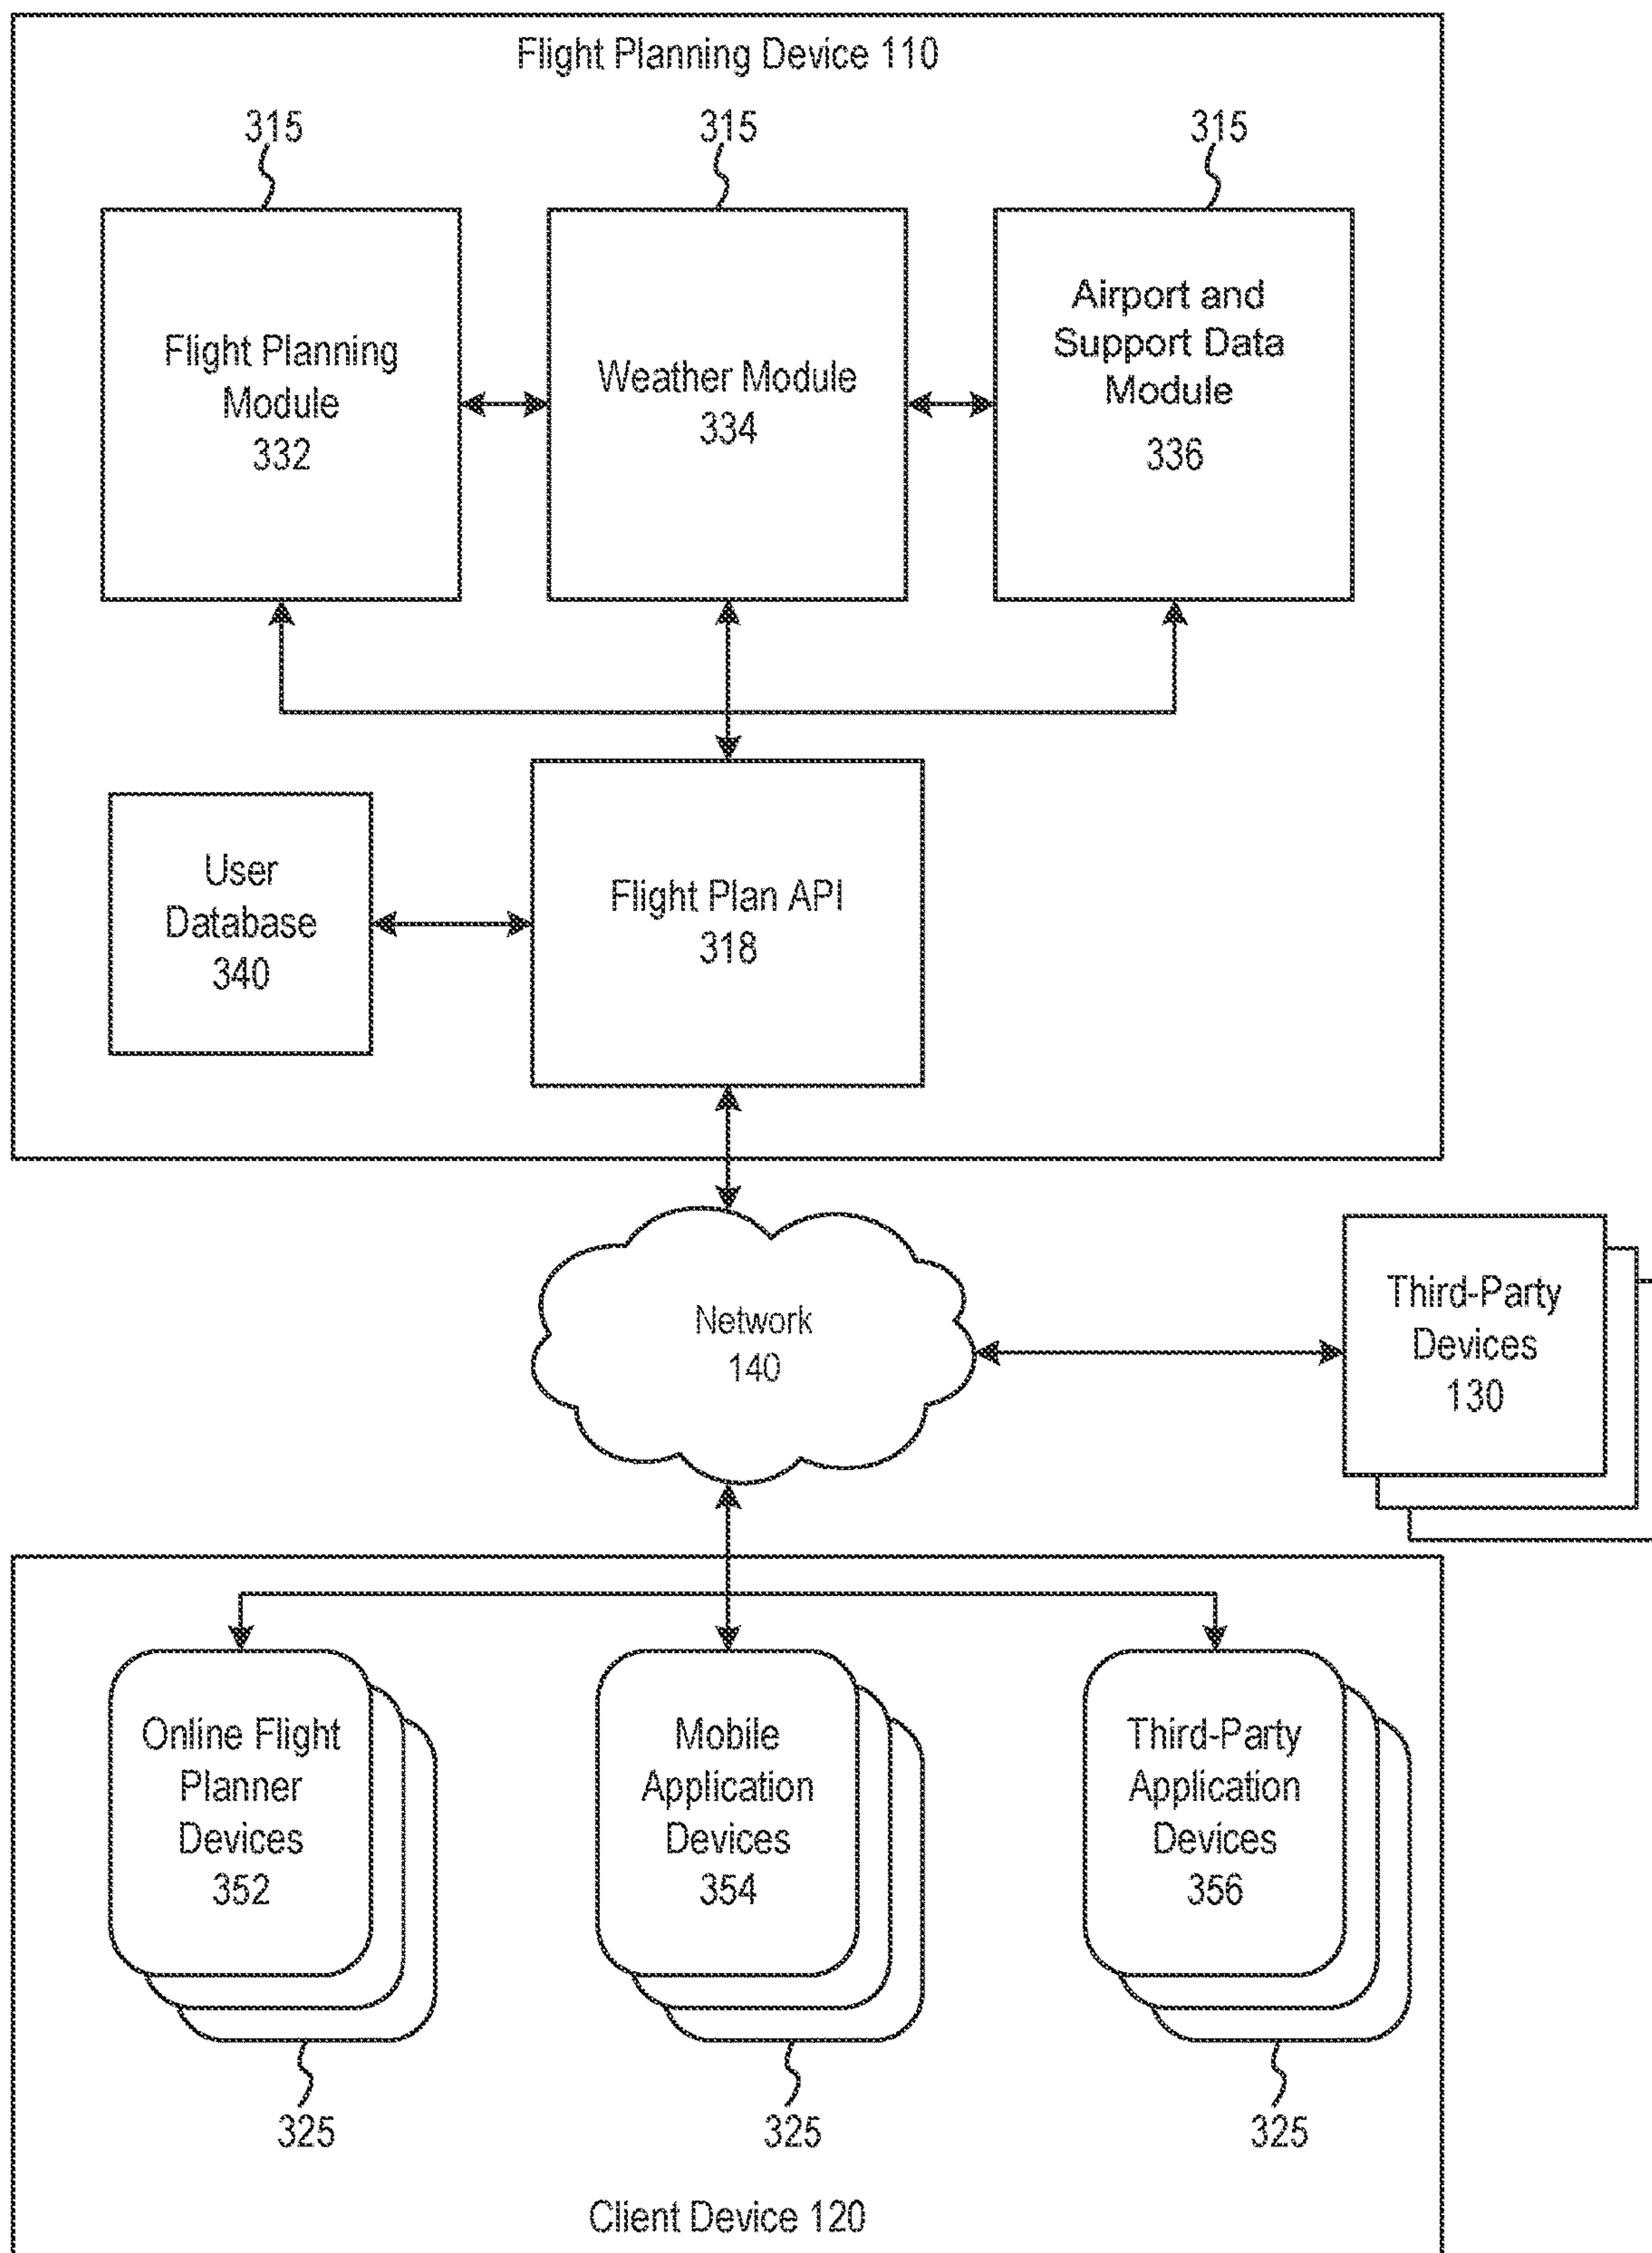 Flight Planning Device 110
315
315
315
Flight Planning
Module
332
Weather Module
334
Airport and
Support Data
Module
336
User
Database
340
Flight Plan API
318
Network
140
Third-Party
Devices
130
Online Flight
Planner
Devices
352
Mobile
Application
Devices
354
Third-Party
Application
Devices
356
325
325
325
Client Device 120